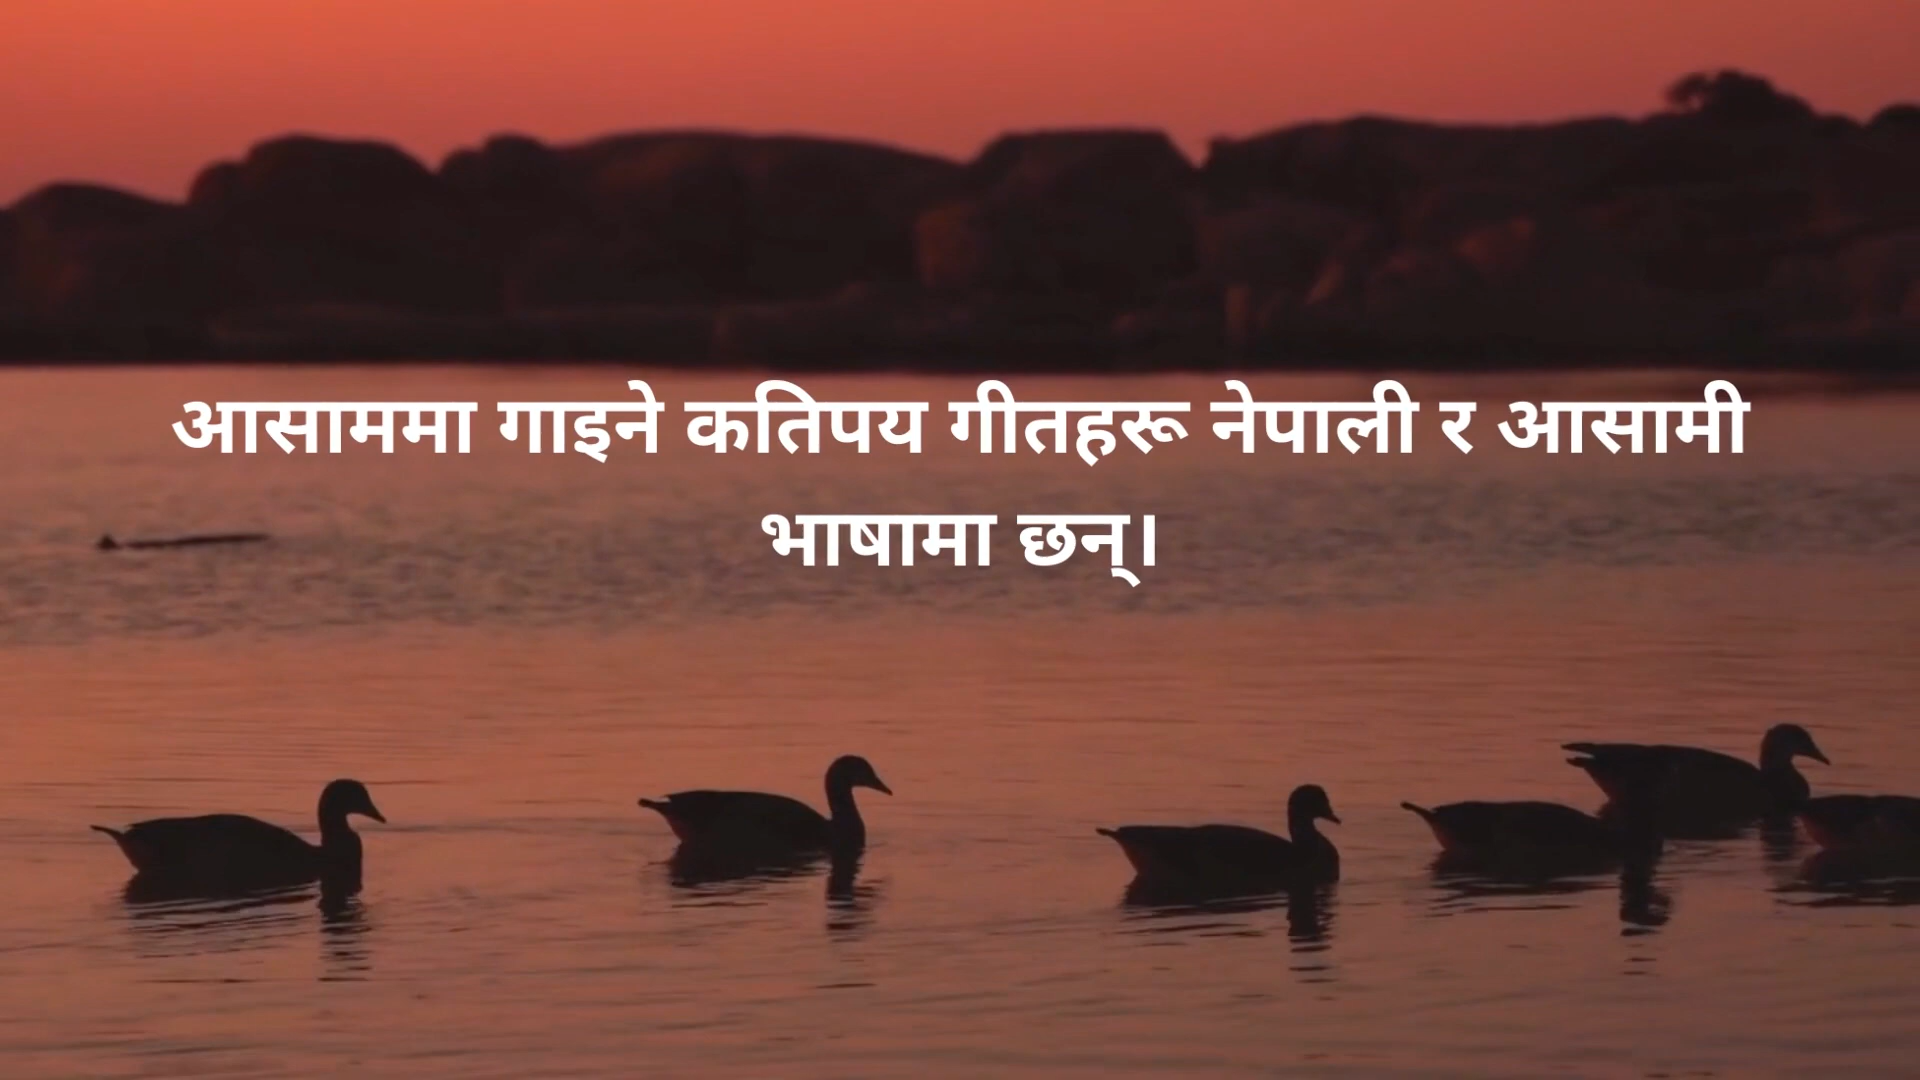 आसाममा गाइने कतिपय गीतहरू नेपाली र आसामी
भाषामा छन्।